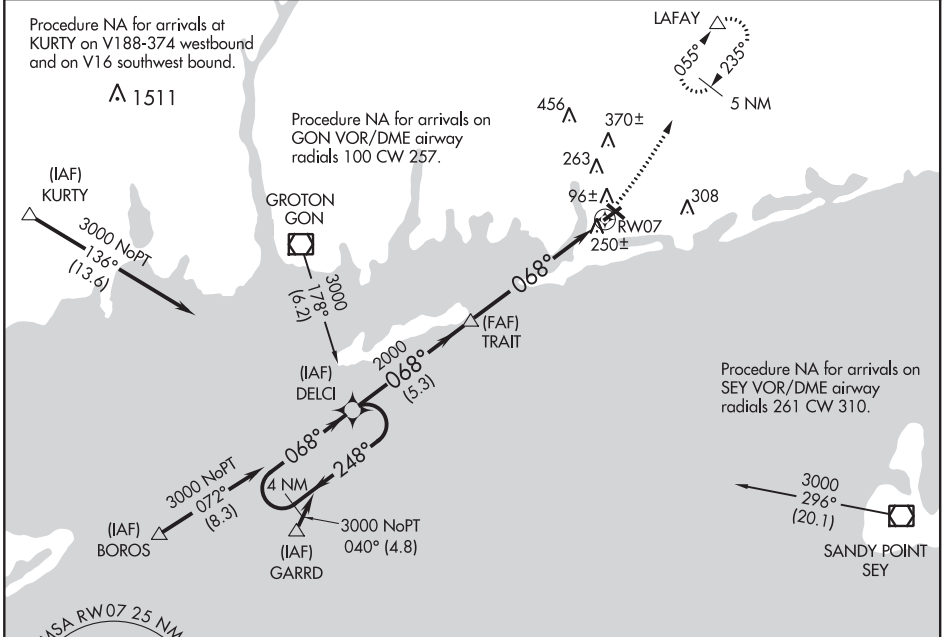 Procedure NA for arrivals at
KURTY on V188-374 westbound
and on V16 southwest bound.
1511
LAFAY
055°
235°
5 NM
Procedure NA for arrivals on
GON VOR/DME airway
radials 100 CW 257.
456
370±
263
96±
308
RW07
250±
(IAF)
KURTY
3000 NoPT
136°
(13.6)
GROTON
GON
3000
178°
(6.2)
068°
(FAF)
TRAIT
2000
068°
(5.3)
(IAF)
DELCI
Procedure NA for arrivals on
SEY VOR/DME airway
radials 261 CW 310.
068°
248°
4 NM
3000 NoPT
072°
(8.3)
(IAF)
BOROS
3000 NoPT
040° (4.8)
(IAF)
GARRD
3000
296°
(20.1)
SANDY POINT
SEY
MSA RW07 25 NM